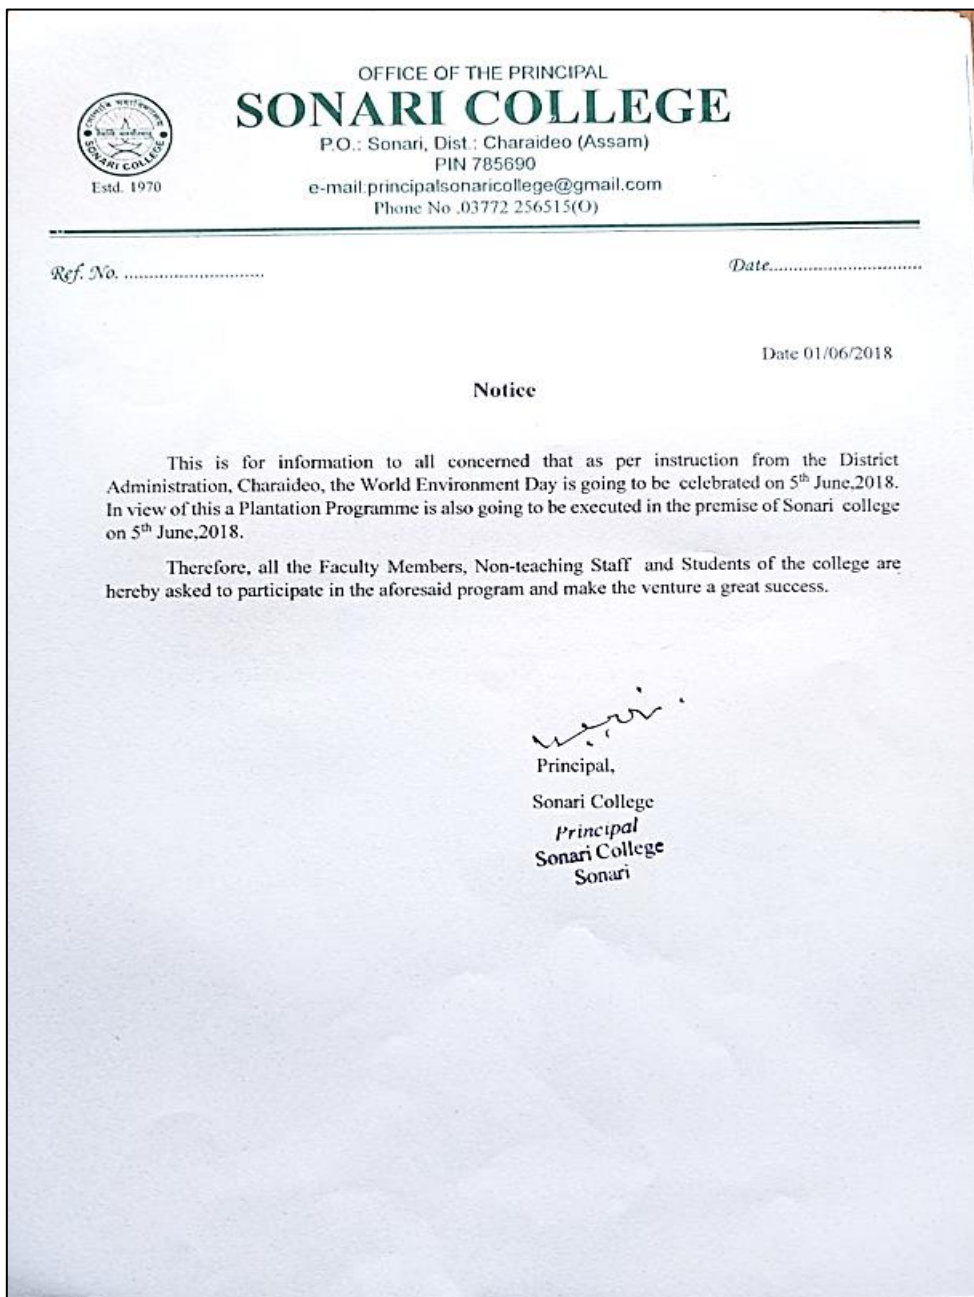 OFFICE OF THE PRINCIPAL
SONARI COLLEGE
P.O.: Sonari, Dist.: Charaideo (Assam)
PIN 785690
e-mail:principalsonaricollege@gmail.com
Phone No .03772 256515(O)
SONARI COLLEGE
Estd. 1970
Ref. No. ............................
Date................................
Date 01/06/2018
Notice
This is for information to all concerned that as per instruction from the District
Administration, Charaideo, the World Environment Day is going to be celebrated on 5th June,2018.
In view of this a Plantation Programme is also going to be executed in the premise of Sonari college
on 5th June,2018.
Therefore, all the Faculty Members, Non-teaching Staff and Students of the college are
hereby asked to participate in the aforesaid program and make the venture a great success.
Principal,
Sonari College
Principal
Sonari College
Sonari